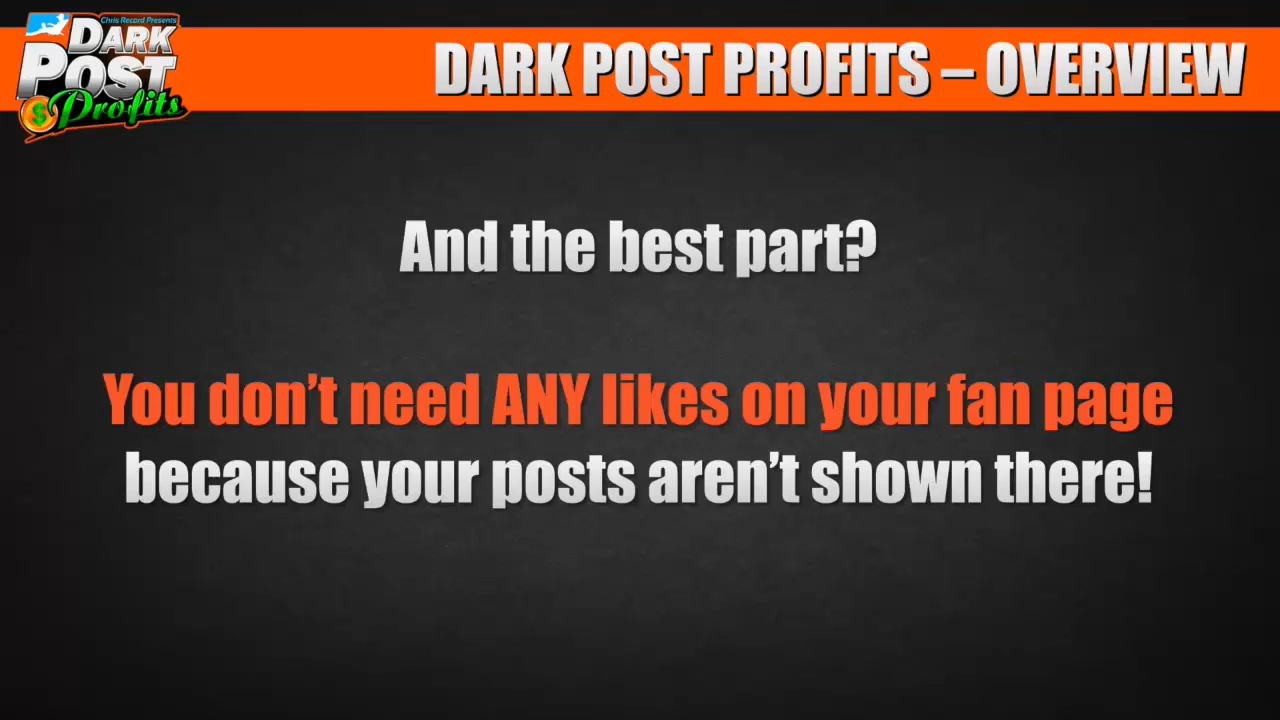 Chris Record Presents
DARK
POST
$ Profits
DARK POST PROFITS – OVERVIEW
And the best part?
You don’t need ANY likes on your fan page
because your posts aren’t shown there!